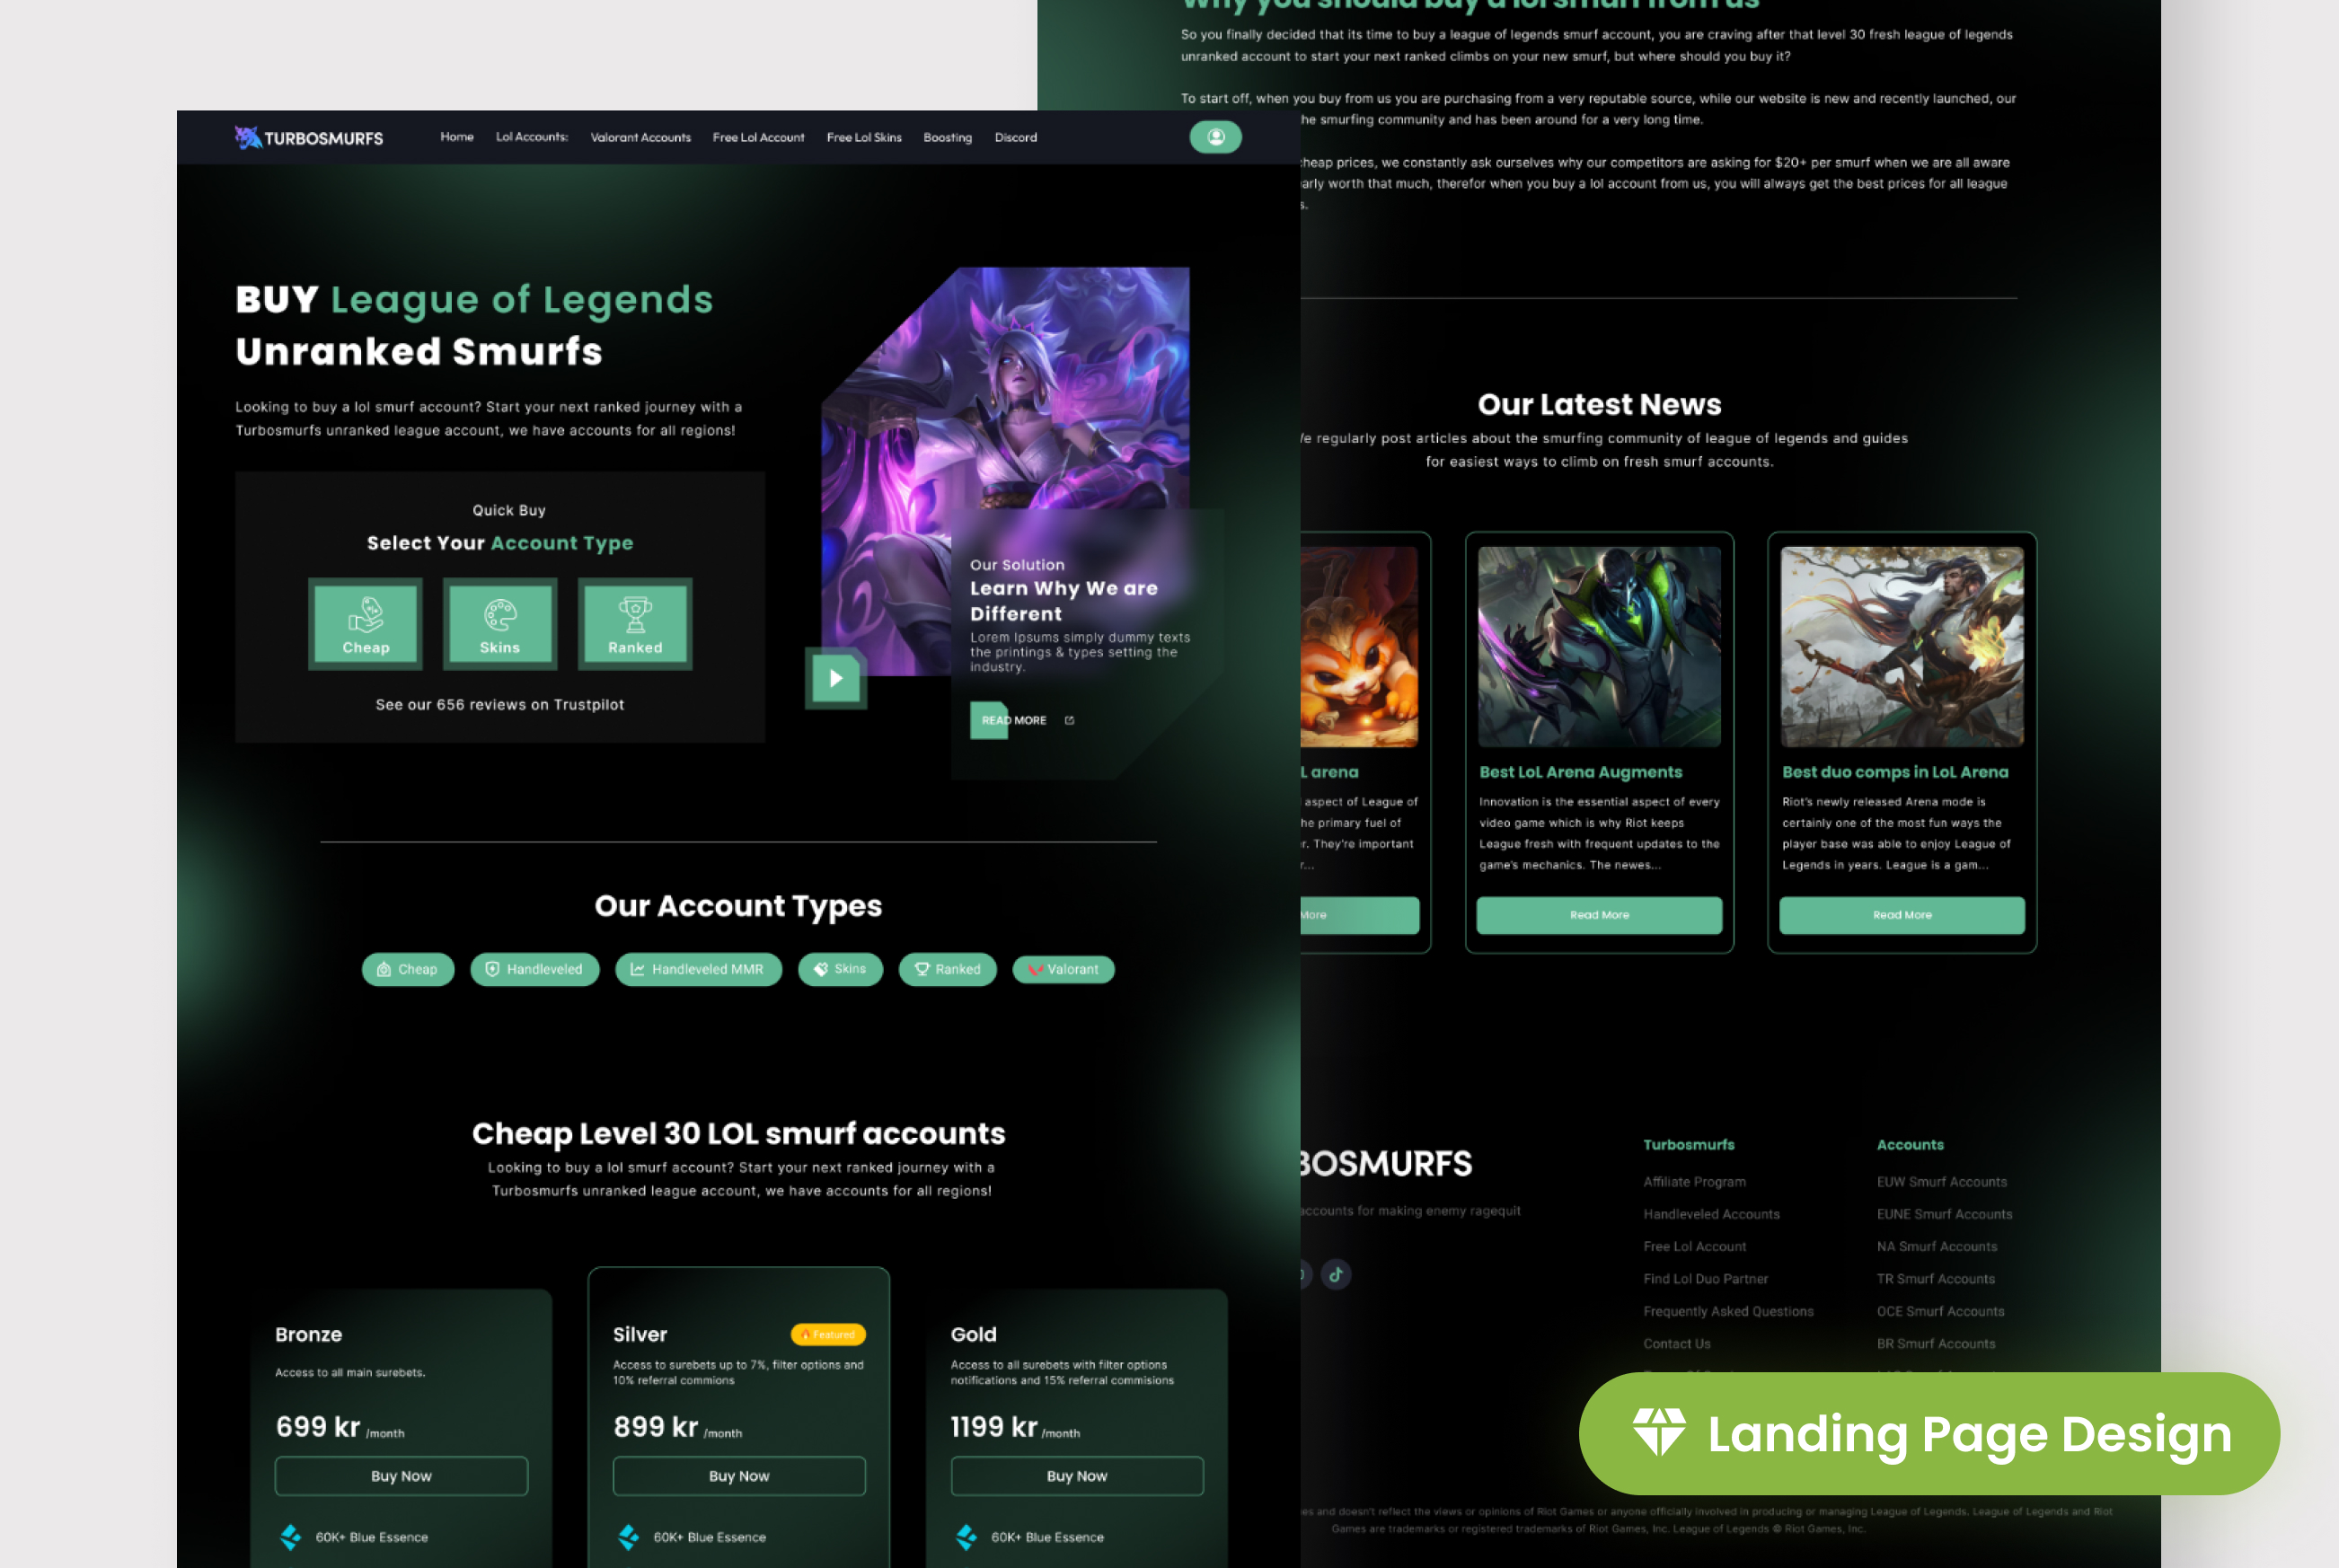 TURBOSMURFS
Home
Lol Accounts:
Valorant Accounts
Free Lol Account
Free Lol Skins
Boosting
Discord
BUY League of Legends
Unranked Smurfs
Looking to buy a lol smurf account? Start your next ranked journey with a
Turbosmurfs unranked league account, we have accounts for all regions!
Quick Buy
Select Your Account Type
Cheap
Skins
Ranked
See our 656 reviews on Trustpilot
Our Solution
Learn Why We are
Different
Lorem Ipsums simply dummy texts
the printings & types setting the
industry.
READ MORE
Our Account Types
Cheap
Handleveled
Handleveled MMR
Skins
Ranked
Valorant
Cheap Level 30 LOL smurf accounts
Looking to buy a lol smurf account? Start your next ranked journey with a
Turbosmurfs unranked league account, we have accounts for all regions!
Bronze
Access to all main surebets.
699 kr /month
Buy Now
60K+ Blue Essence
Silver
Featured
Access to surebets up to 7%, filter options and
10% referral commions
899 kr /month
Buy Now
60K+ Blue Essence
Gold
Access to all surebets with filter options
notifications and 15% referral commisions
1199 kr /month
Buy Now
60K+ Blue Essence
Why you should buy a lol smurf from us
So you finally decided that its time to buy a league of legends smurf account, you are craving after that level 30 fresh league of legends
unranked account to start your next ranked climbs on your new smurf, but where should you buy it?
To start off, when you buy from us you are purchasing from a very reputable source, while our website is new and recently launched, our
he smurfing community and has been around for a very long time.
cheap prices, we constantly ask ourselves why our competitors are asking for $20+ per smurf when we are all aware
arly worth that much, therefor when you buy a lol account from us, you will always get the best prices for all league
s.
Our Latest News
We regularly post articles about the smurfing community of league of legends and guides
for easiest ways to climb on fresh smurf accounts.
L arena
aspect of League of
he primary fuel of
r. They're important
r...
More
Best LoL Arena Augments
Innovation is the essential aspect of every
video game which is why Riot keeps
League fresh with frequent updates to the
game's mechanics. The newes...
Read More
Best duo comps in LoL Arena
Riot's newly released Arena mode is
certainly one of the most fun ways the
player base was able to enjoy League of
Legends in years. League is a gam...
Read More
BOSMURFS
accounts for making enemy ragequit
Turbosmurfs
Affiliate Program
Handleveled Accounts
Free Lol Account
Find Lol Duo Partner
Frequently Asked Questions
Contact Us
Accounts
EUW Smurf Accounts
EUNE Smurf Accounts
NA Smurf Accounts
TR Smurf Accounts
OCE Smurf Accounts
BR Smurf Accounts
Landing Page Design
es and doesn't reflect the views or opinions of Riot Games or anyone officially involved in producing or managing League of Legends. League of Legends and Riot
Games are trademarks or registered trademarks of Riot Games, Inc. League of Legends © Riot Games, Inc.